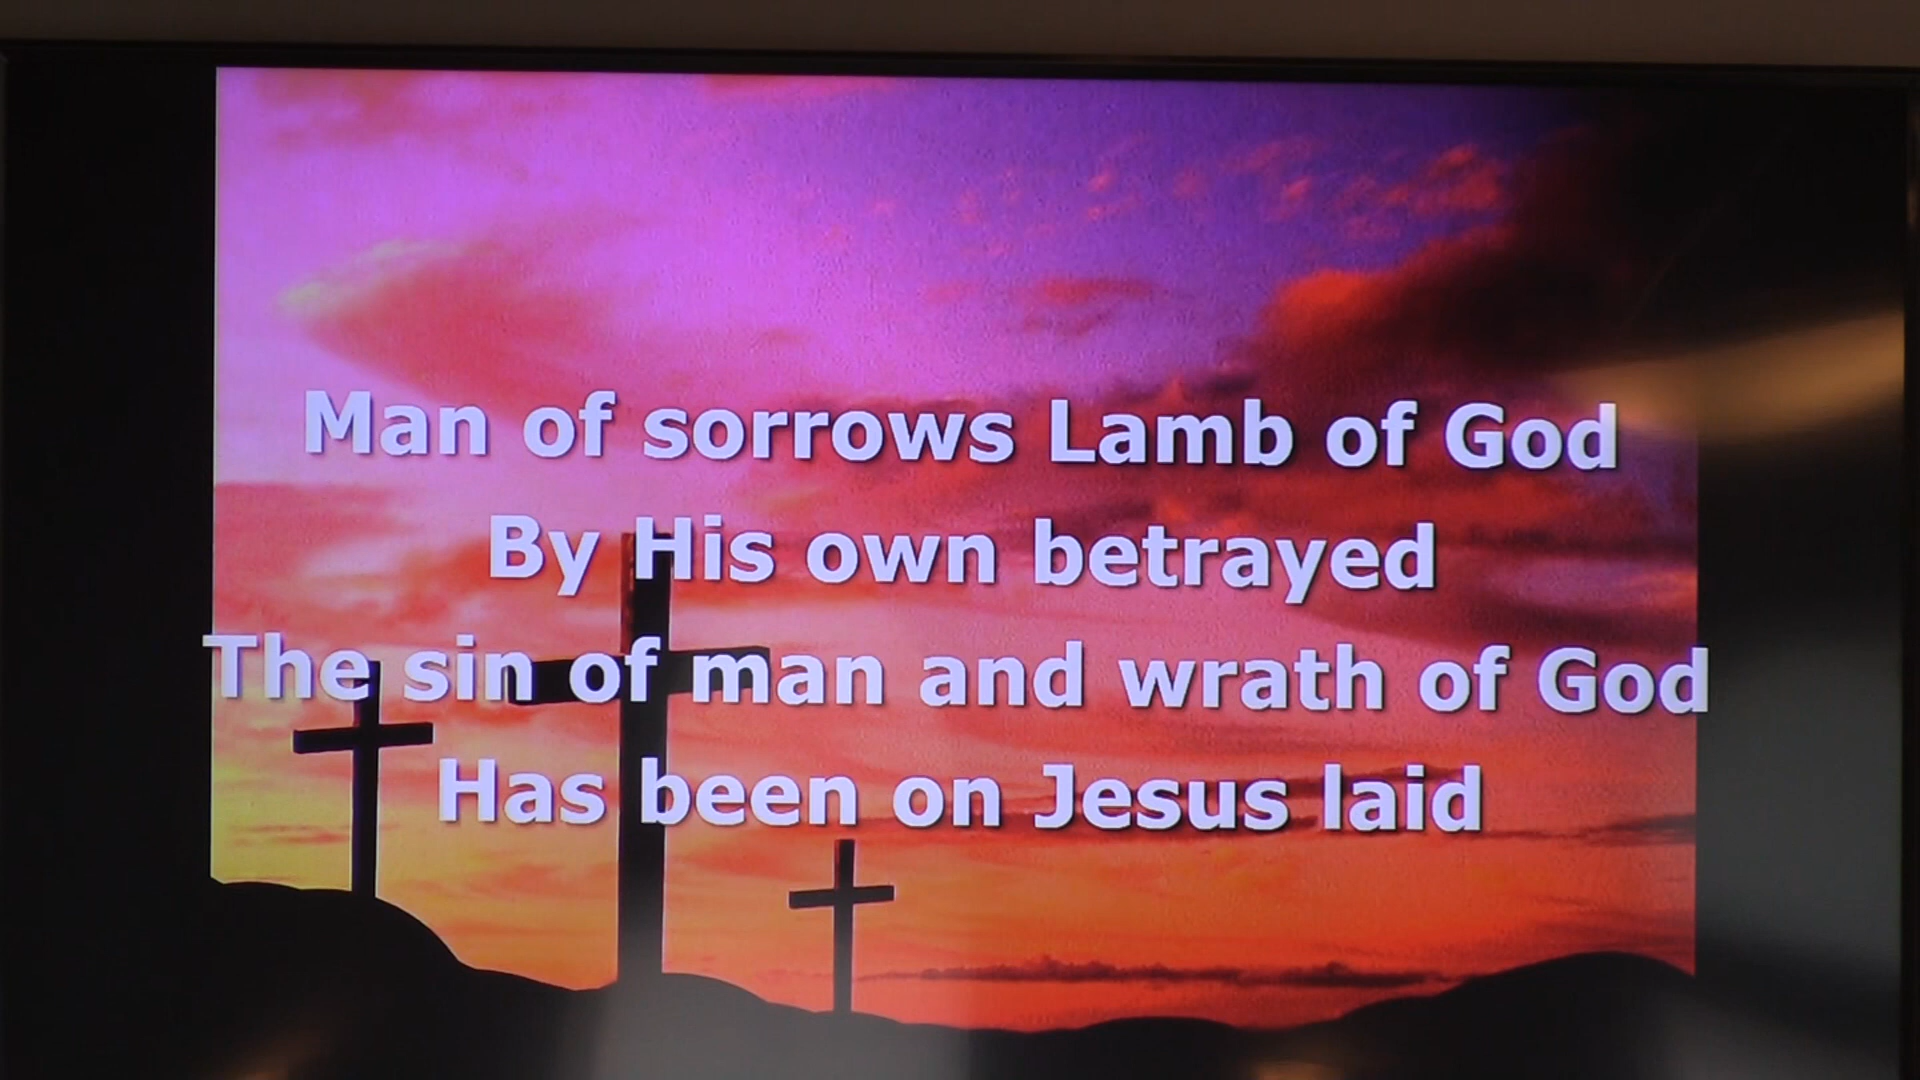 Man of sorrows Lamb of God
By His own betrayed
The sin of man and wrath of God
Has been on Jesus laid